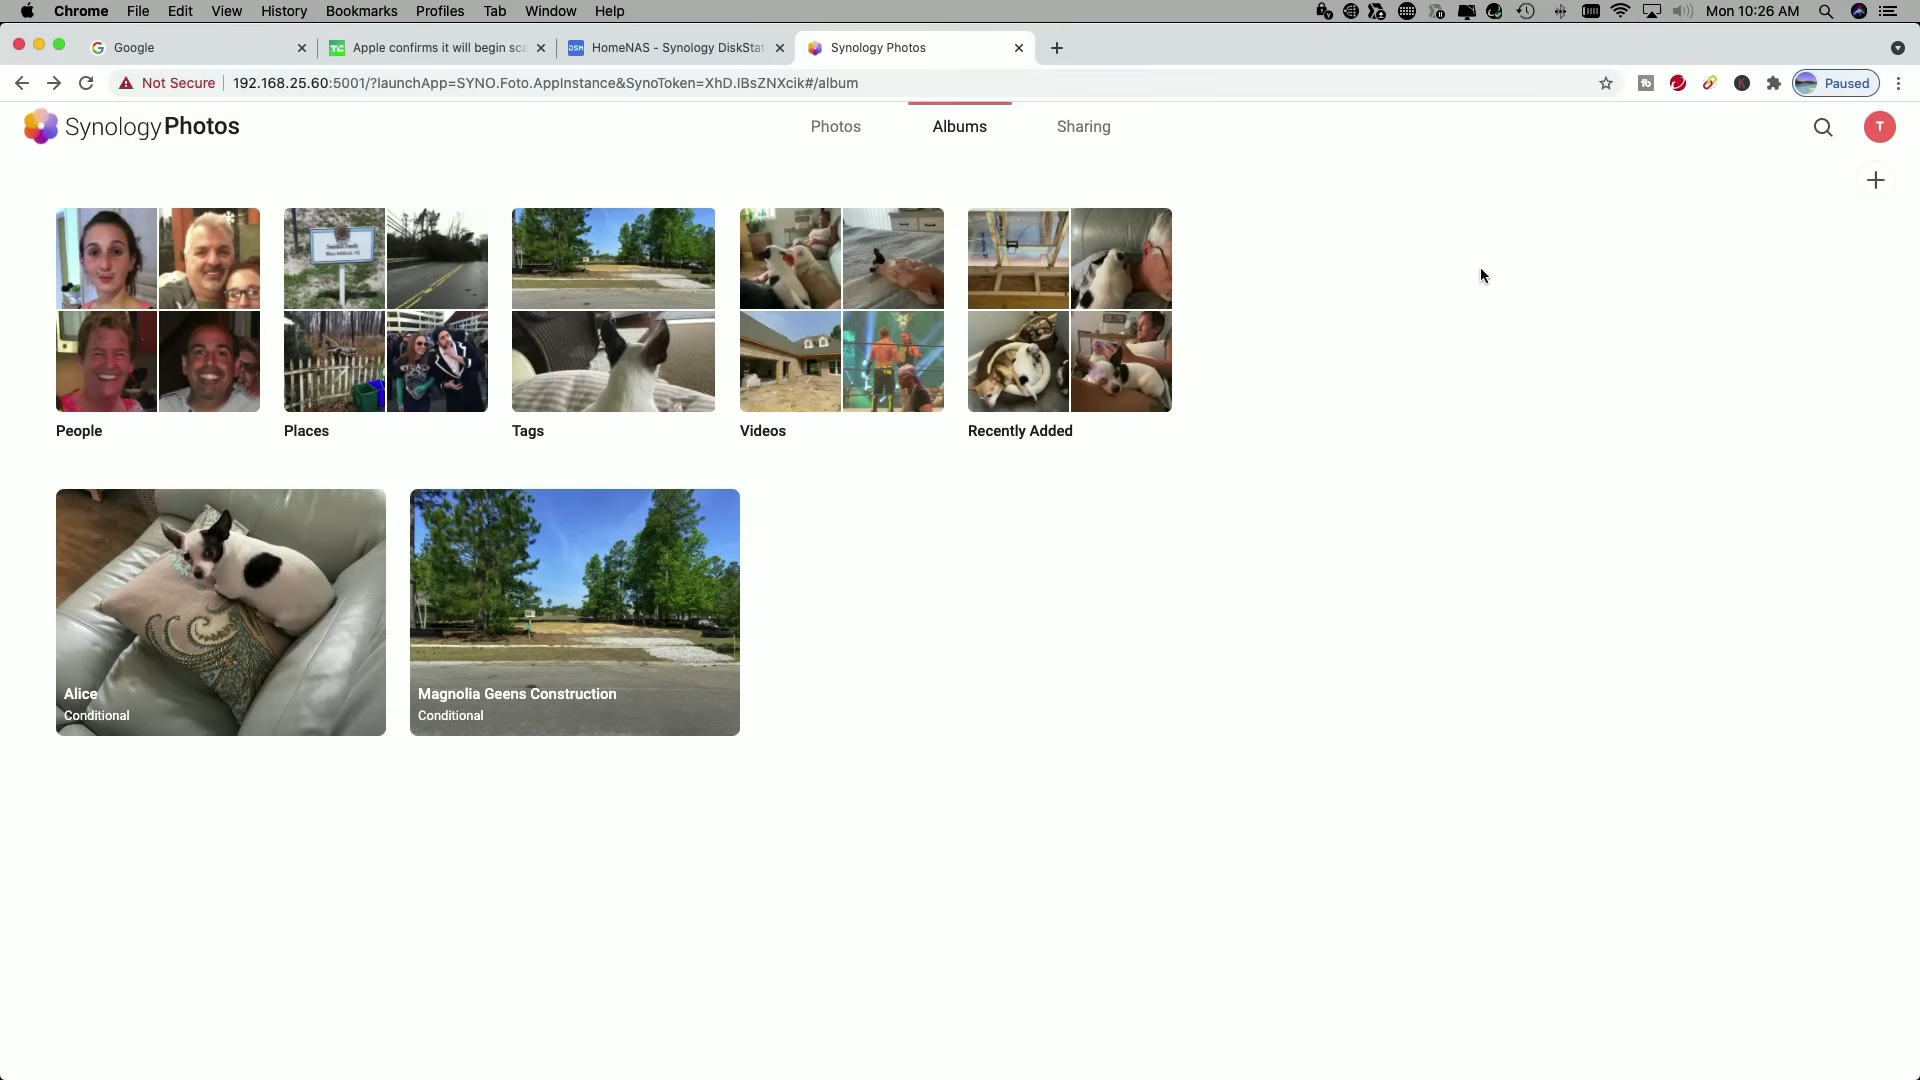 Chrome File Edit View History Bookmarks Profiles Tab Window Help Mon 10:26 AM
Google
Apple confirms it will begin sca
HomeNAS - Synology DiskStat
Synology Photos
Not Secure 192.168.25.60:5001/?launchApp=SYNO.Foto.AppInstance&SynoToken=XhD.lBsZNXcik#/album Paused
Synology Photos
Photos Albums Sharing
T
People
Places
Tags
Videos
Recently Added
Alice
Conditional
Magnolia Geens Construction
Conditional